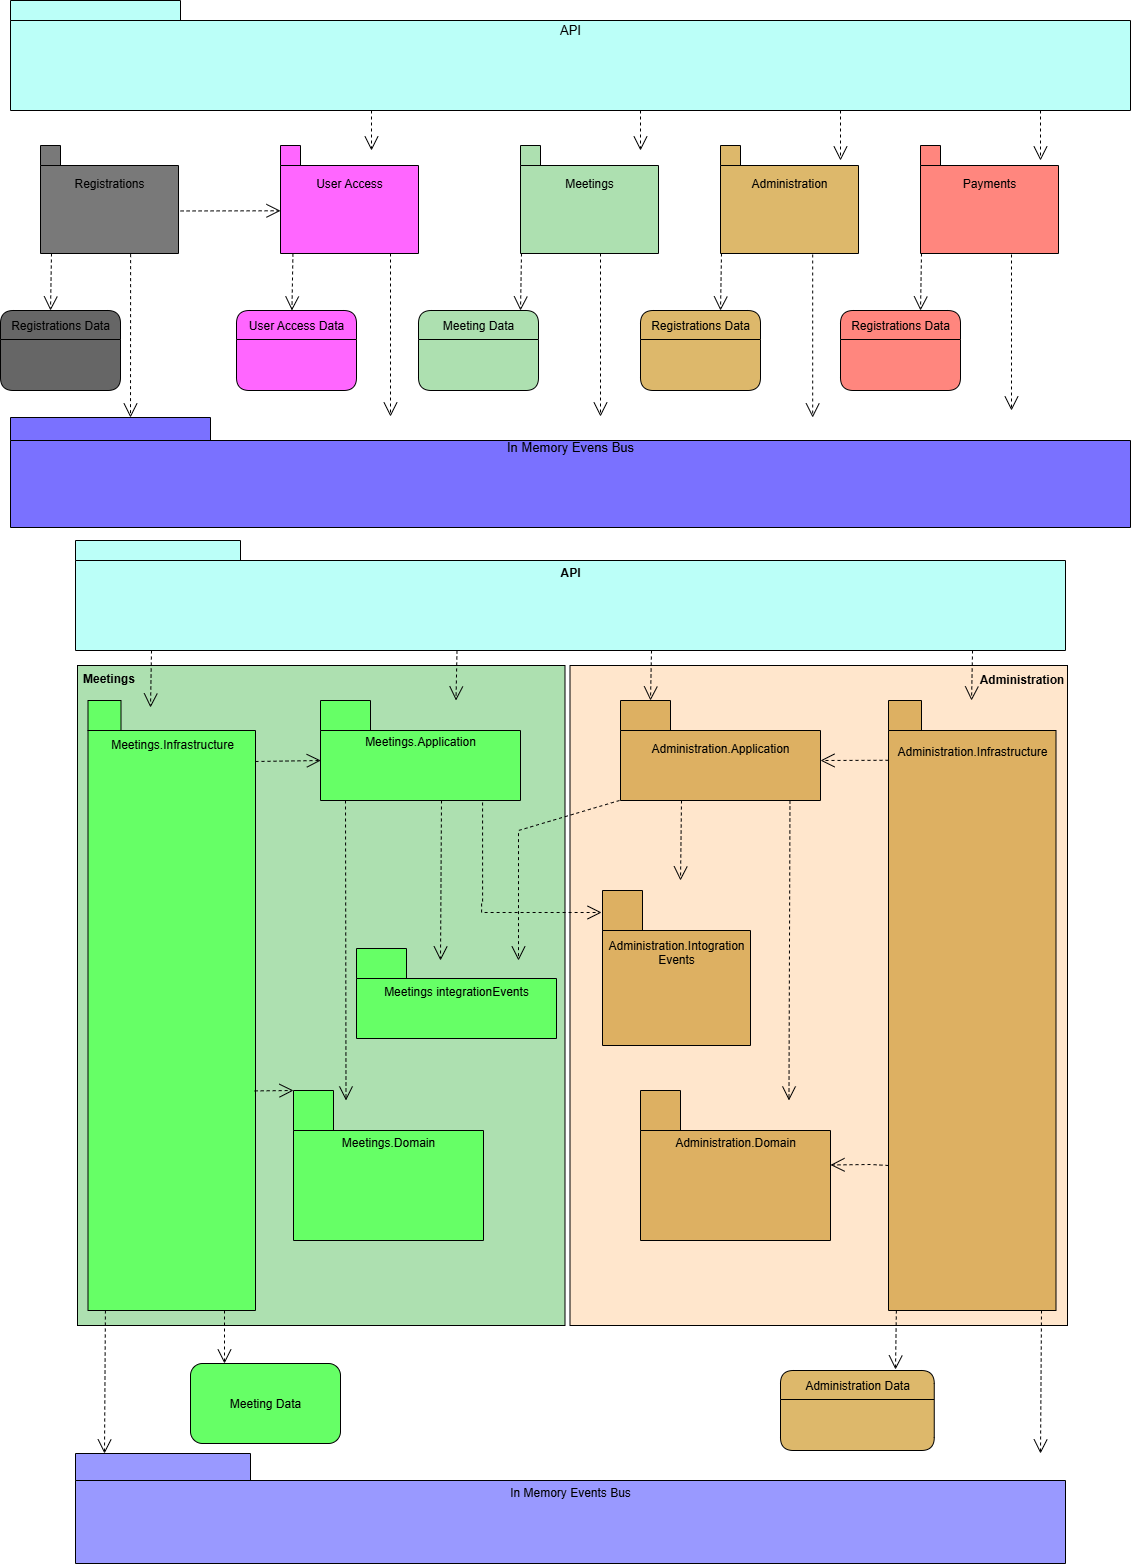 API
Registrations
User Access
Meetings
Administration
Payments
Registrations Data
User Access Data
Meeting Data
Registrations Data
Registrations Data
In Memory Evens Bus
API
Meetings
Administration
Meetings.Infrastructure
Meetings.Application
Administration.Application
Administration.Infrastructure
Administration.Intogration
Events
Meetings integrationEvents
Meetings.Domain
Administration.Domain
Meeting Data
Administration Data
In Memory Events Bus